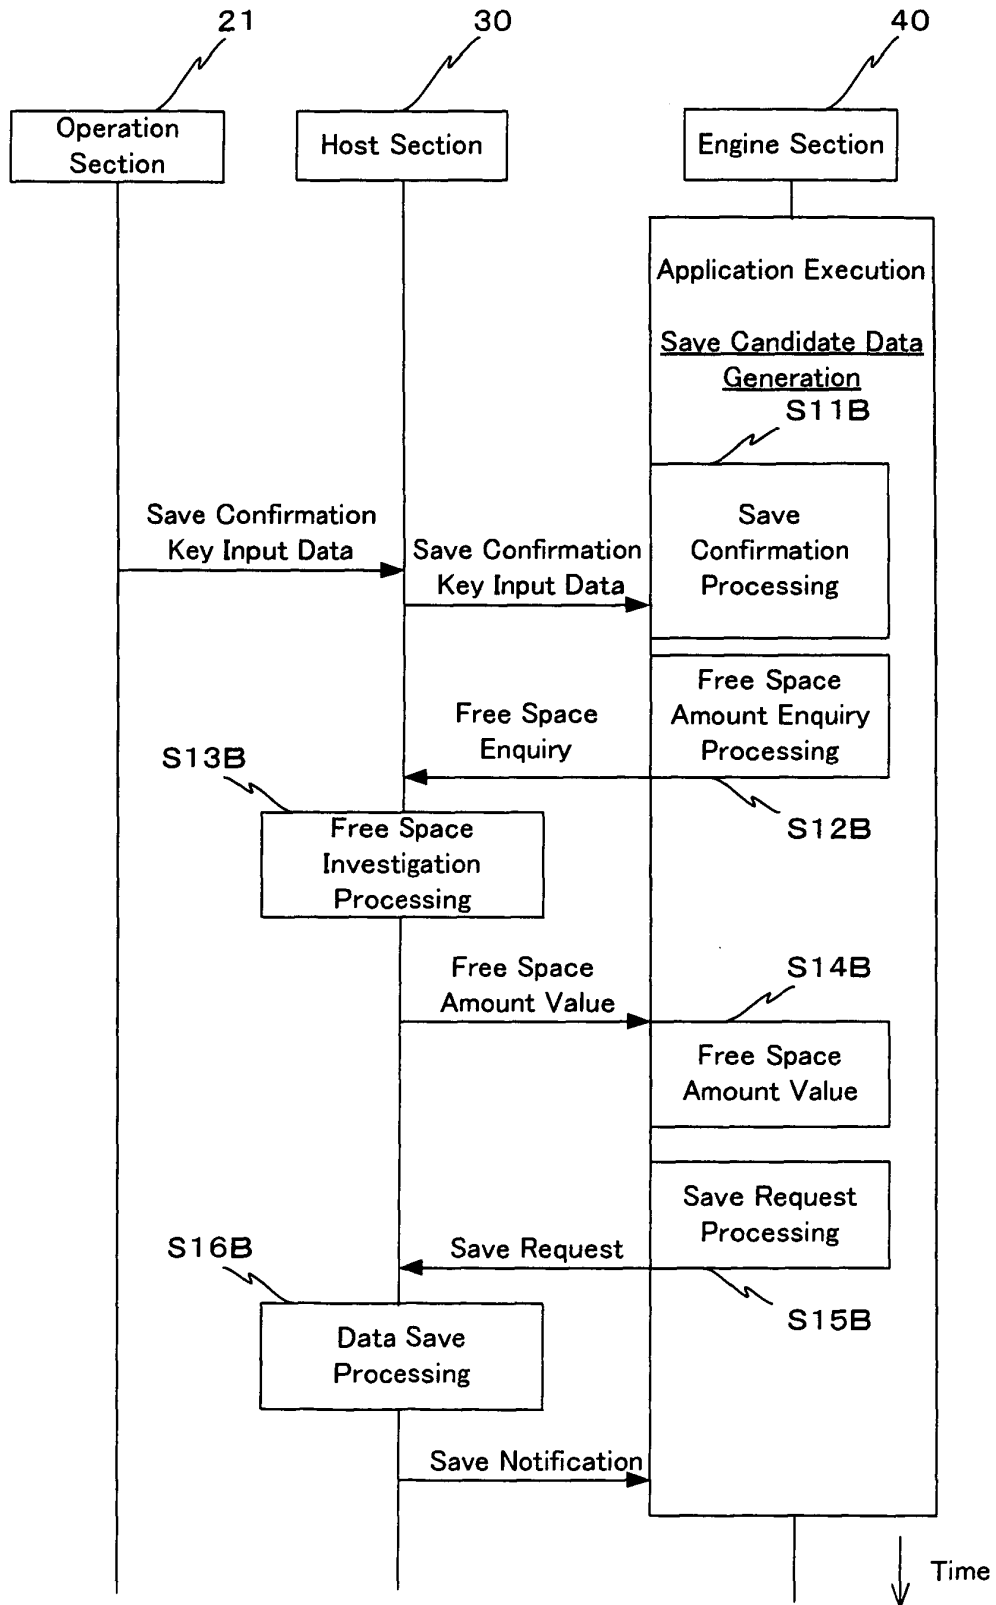 21
30
40
Operation
Section
Host Section
Engine Section
Application Execution
Save Candidate Data
Generation
S11B
Save
Confirmation
Processing
Save Confirmation
Key Input Data
Save Confirmation
Key Input Data
Free Space
Amount Enquiry
Processing
Free Space
Enquiry
S12B
S13B
Free Space
Investigation
Processing
Free Space
Amount Value
S14B
Free Space
Amount Value
Save Request
Processing
Save Request
S15B
S16B
Data Save
Processing
Save Notification
Time